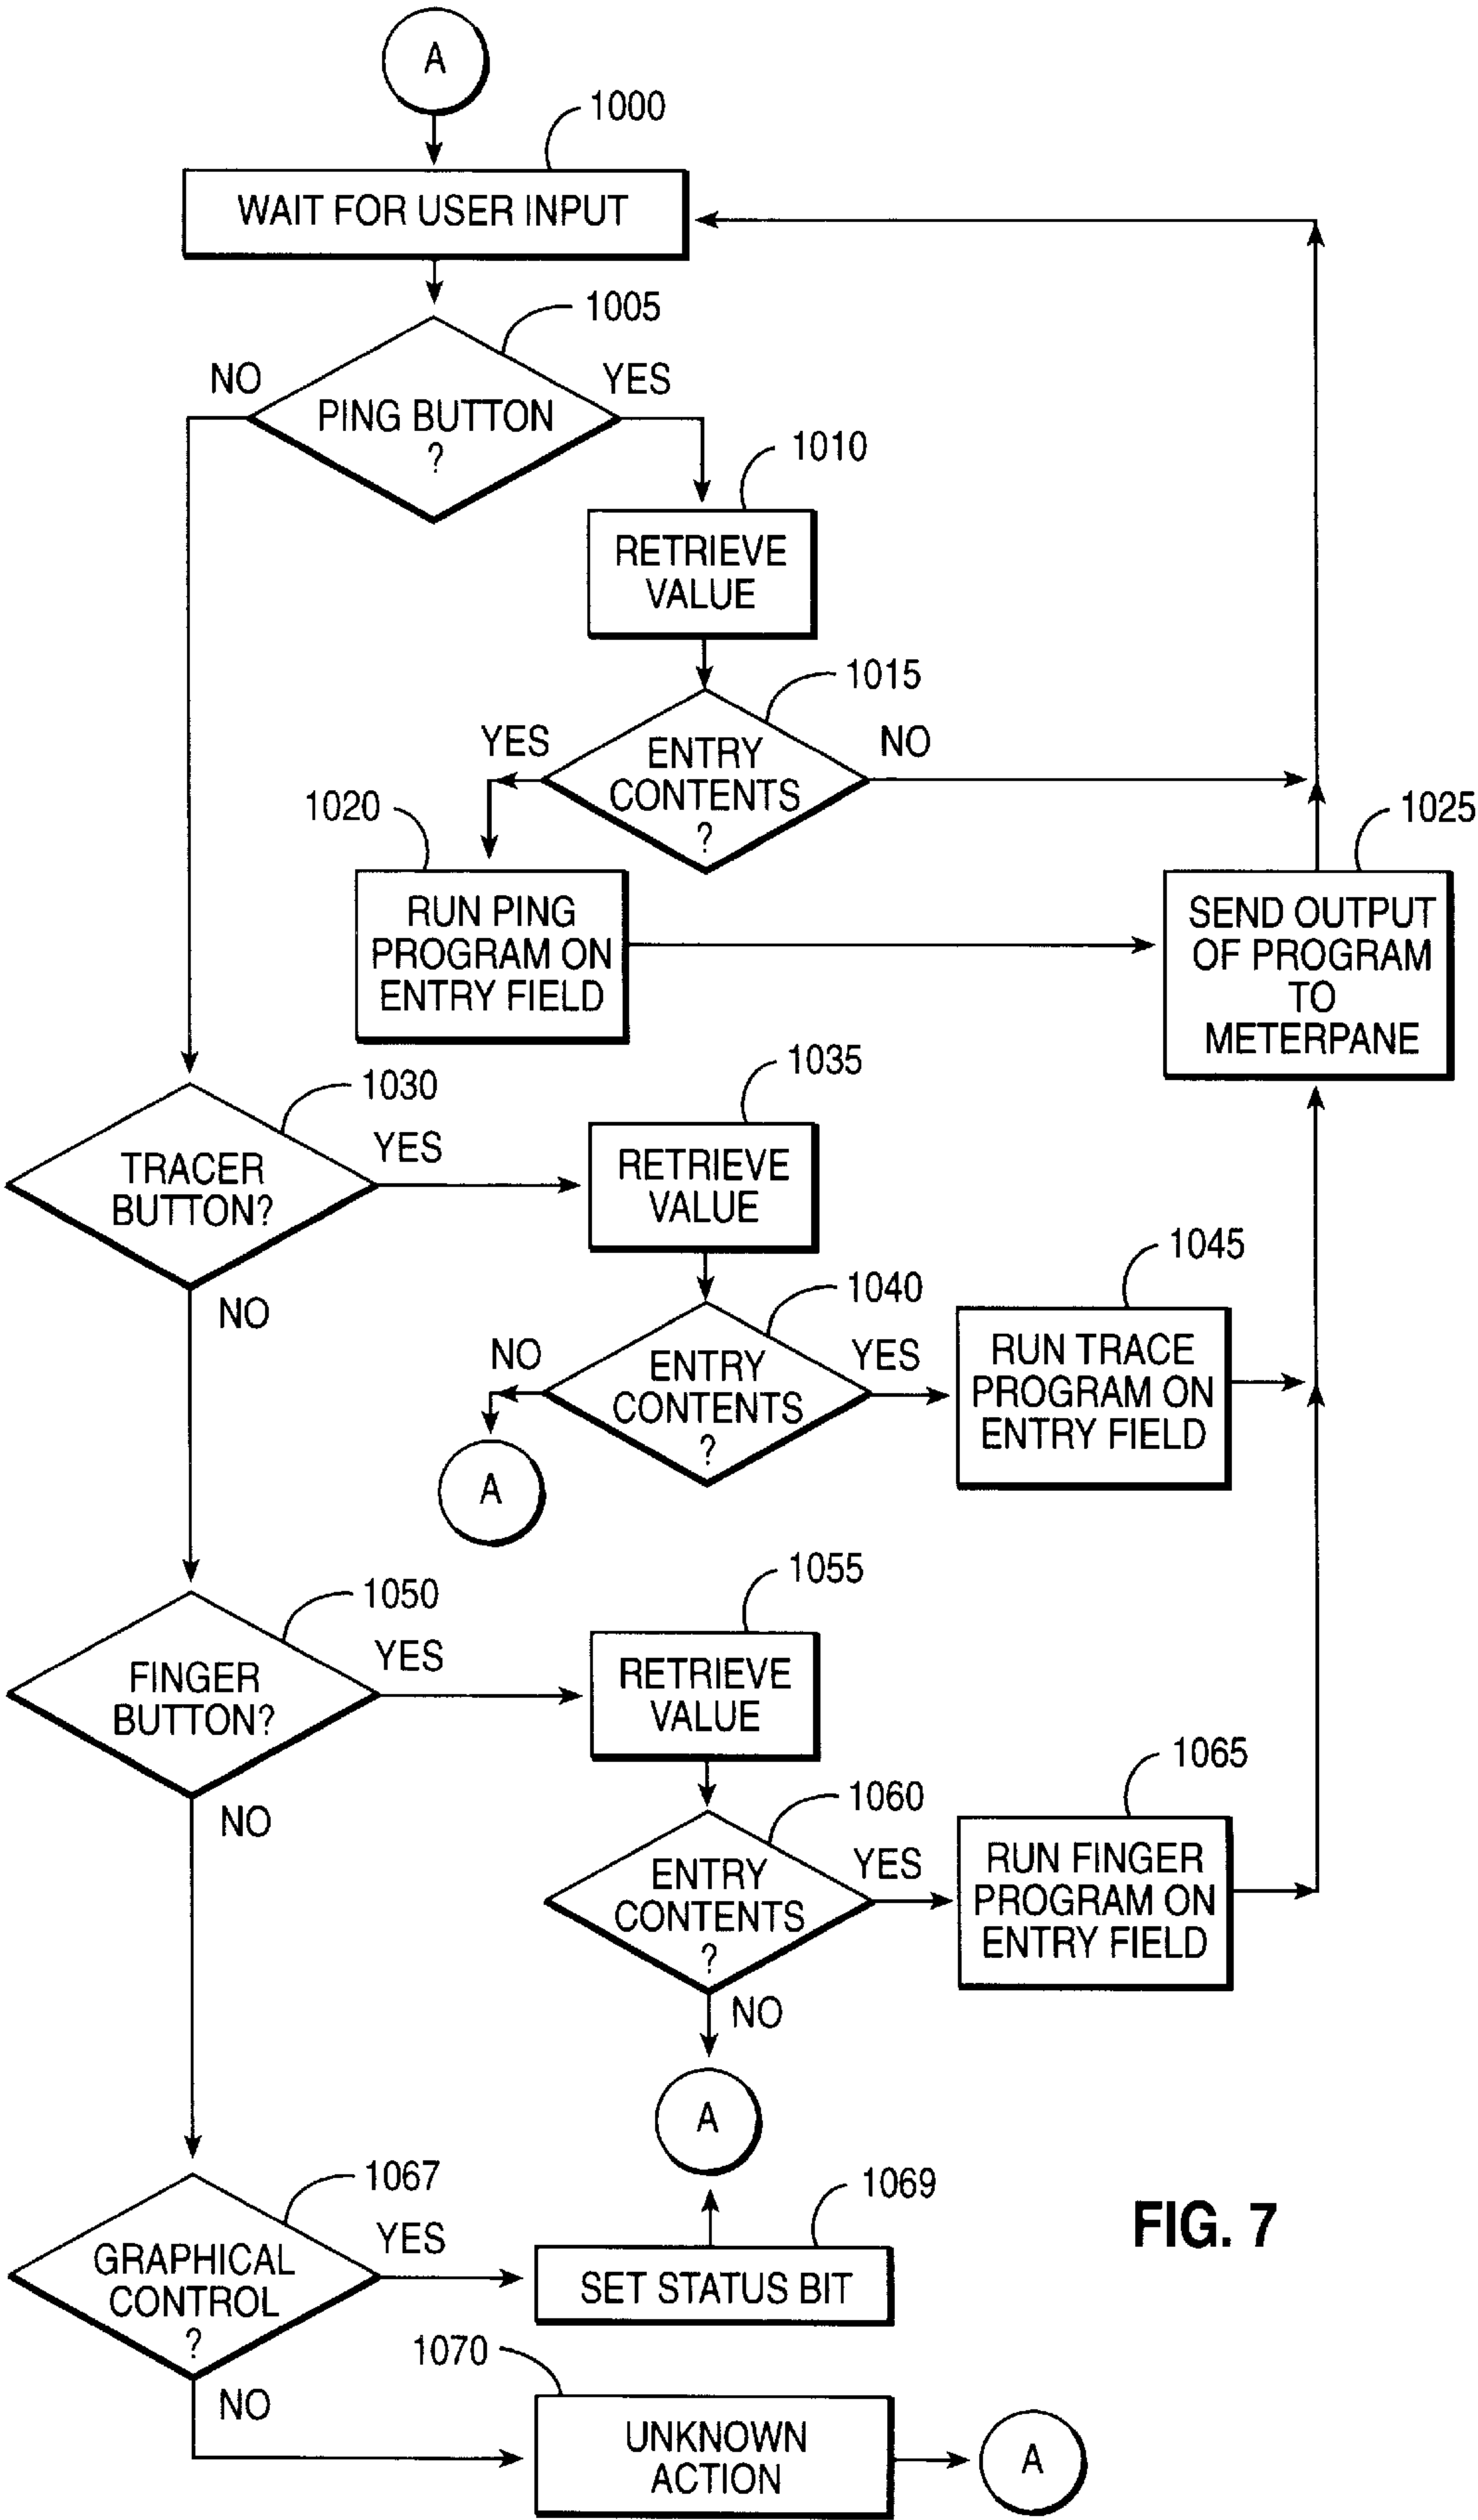 A
1000
WAIT FOR USER INPUT
1005
NO
YES
PING BUTTON
?
1010
RETRIEVE
VALUE
1015
YES
NO
ENTRY
CONTENTS
?
1020
1025
RUN PING
PROGRAM ON
ENTRY FIELD
SEND OUTPUT
OF PROGRAM
TO
METERPANE
1030
1035
YES
TRACER
BUTTON?
RETRIEVE
VALUE
NO
1040
1045
NO
YES
ENTRY
CONTENTS
?
RUN TRACE
PROGRAM ON
ENTRY FIELD
A
1050
1055
YES
FINGER
BUTTON?
RETRIEVE
VALUE
NO
1060
1065
YES
ENTRY
CONTENTS
?
RUN FINGER
PROGRAM ON
ENTRY FIELD
NO
A
1067
1069
YES
GRAPHICAL
CONTROL
?
SET STATUS BIT
FIG. 7
1070
NO
UNKNOWN
ACTION
A